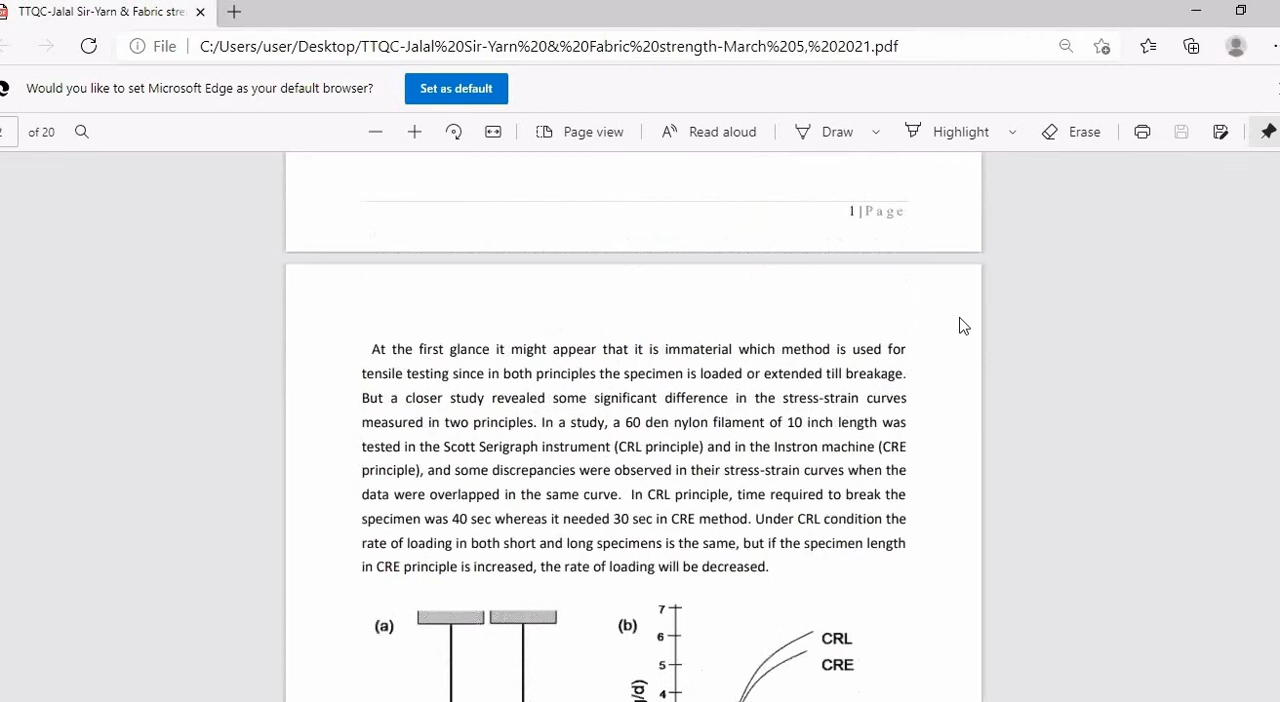 TTQC-Jalal Sir-Yarn & Fabric stre
File
C:/Users/user/Desktop/TTQC-Jalal%20Sir-Yarn%20&%20Fabric%20strength-March%205,%202021.pdf
Would you like to set Microsoft Edge as your default browser?
Set as default
2 of 20
Page view
Read aloud
Draw
Highlight
Erase
1 | P a g e
At the first glance it might appear that it is immaterial which method is used for
tensile testing since in both principles the specimen is loaded or extended till breakage.
But a closer study revealed some significant difference in the stress-strain curves
measured in two principles. In a study, a 60 den nylon filament of 10 inch length was
tested in the Scott Serigraph instrument (CRL principle) and in the Instron machine (CRE
principle), and some discrepancies were observed in their stress-strain curves when the
data were overlapped in the same curve. In CRL principle, time required to break the
specimen was 40 sec whereas it needed 30 sec in CRE method. Under CRL condition the
rate of loading in both short and long specimens is the same, but if the specimen length
in CRE principle is increased, the rate of loading will be decreased.
(a)
(b)
7
6
5
4
CRL
CRE
/d)